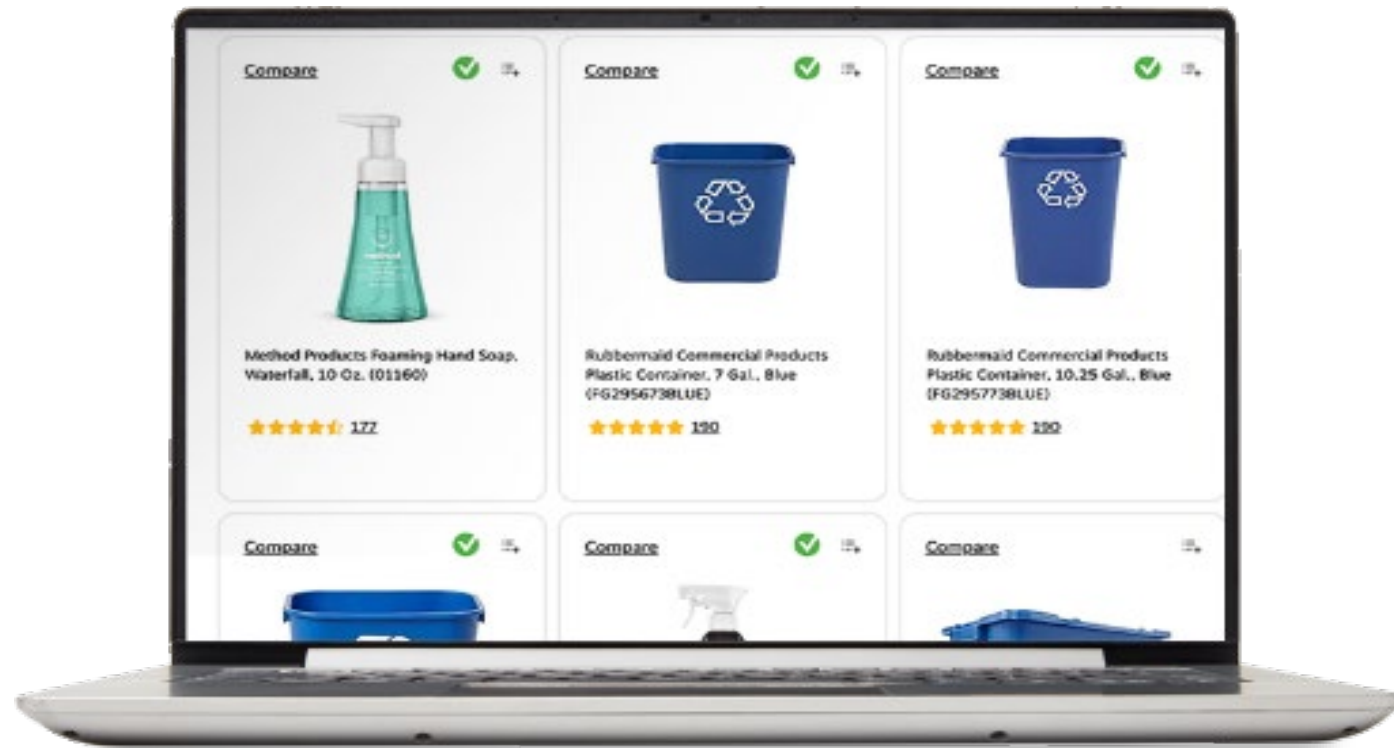 Compare
Compare
Compare
method
Method Products Foaming Hand Soap,
Waterfall, 10 Oz. (01160)
177
Rubbermaid Commercial Products
Plastic Container, 7 Gal., Blue
(FG295673BLUE)
190
Rubbermaid Commercial Products
Plastic Container, 10.25 Gal., Blue
(FG295773BLUE)
190
Compare
Compare
Compare